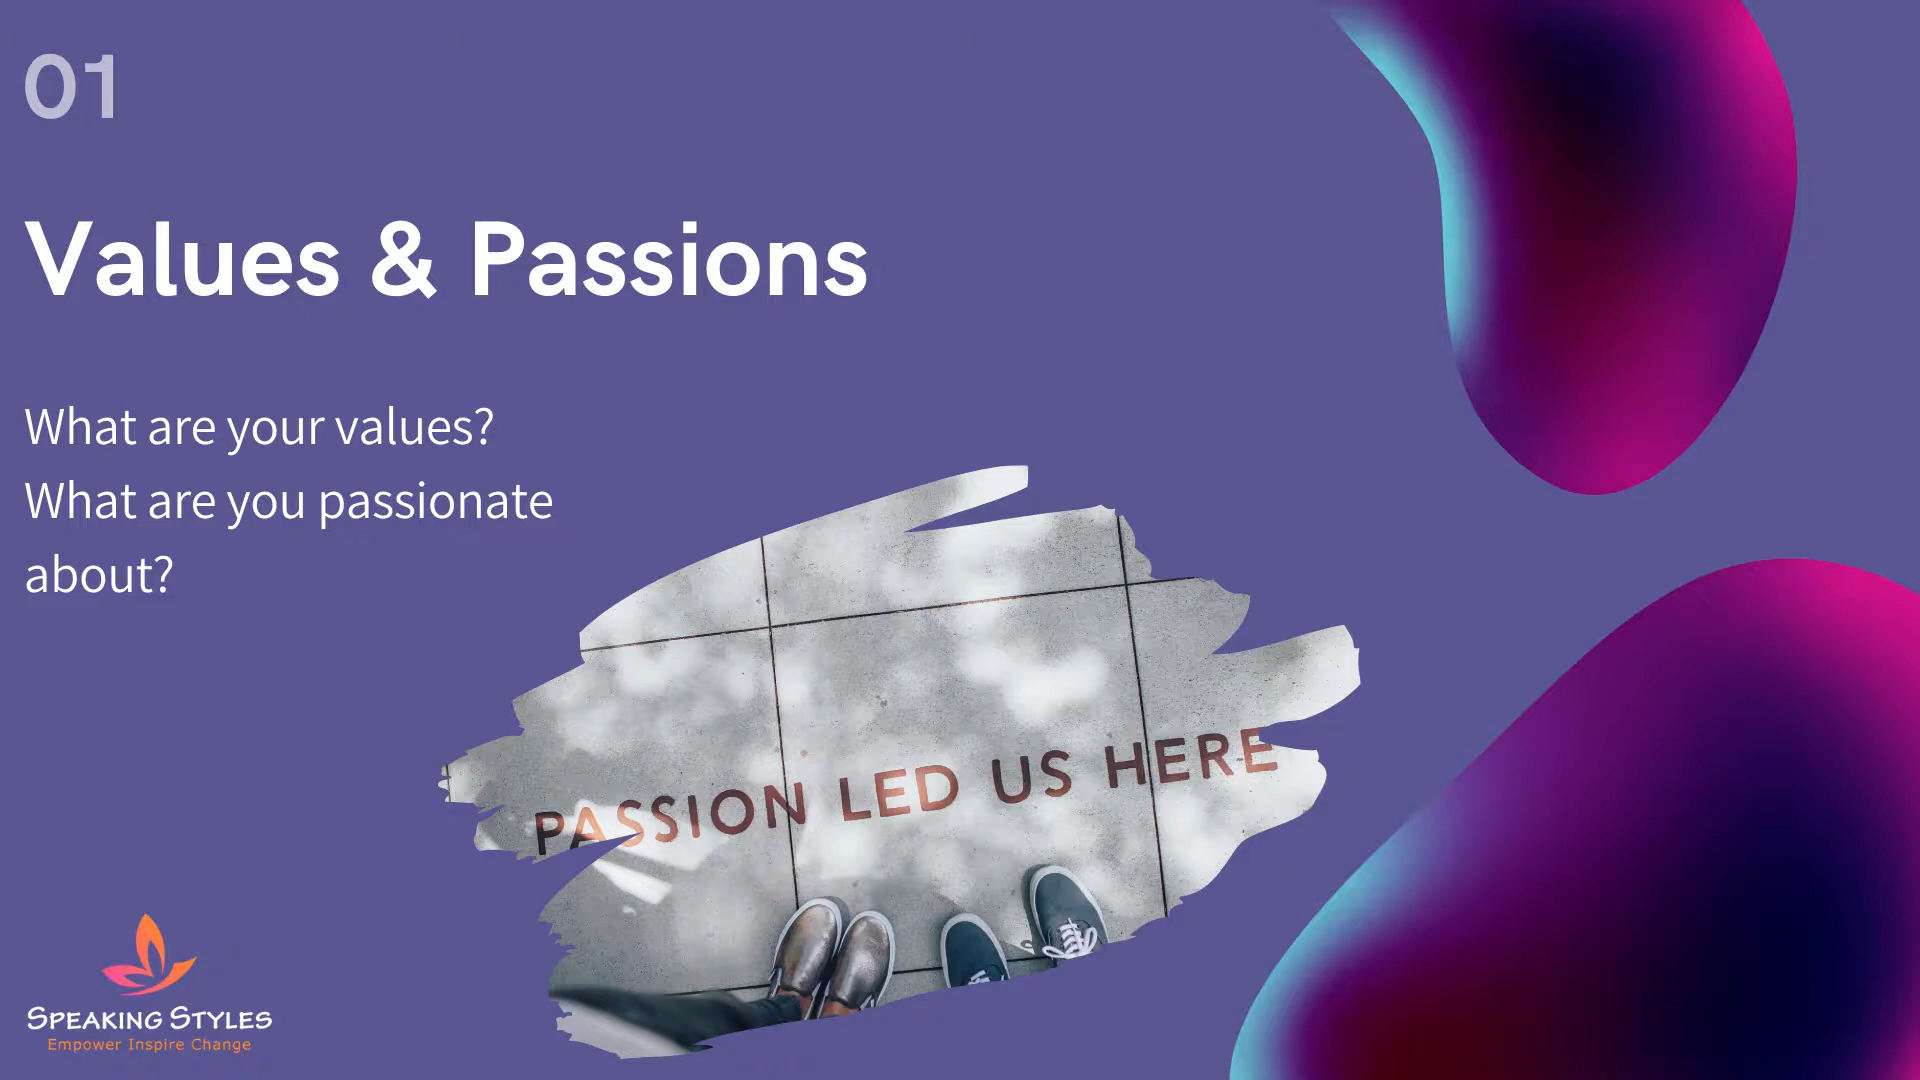 01
Values & Passions
What are your values?
What are you passionate
about?
PASSION LED US HERE
SPEAKING STYLES
Empower Inspire Change